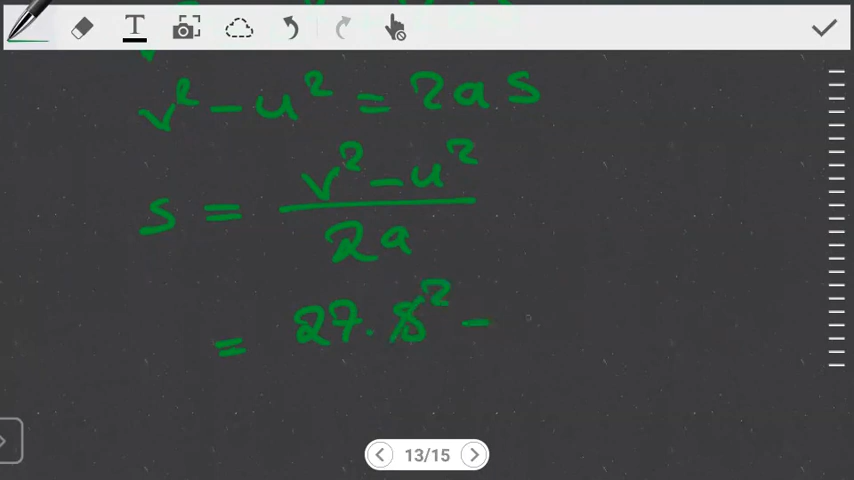 T
v² - u² = 2as
s = v² - u² / 2a
= 27.8² -
13/15